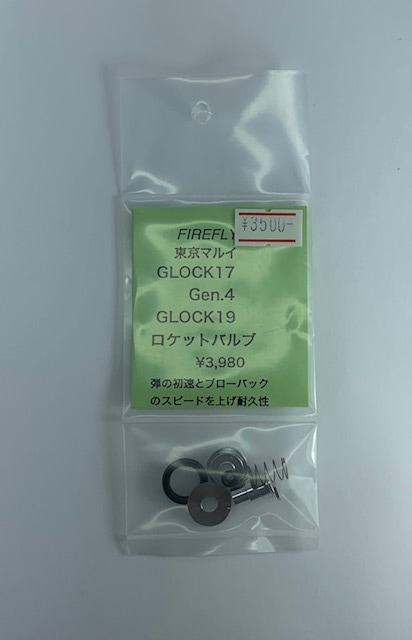 ¥3500-
FIREFLY
東京マルイ
GLOCK17
Gen.4
GLOCK19
ロケットバルブ
¥3,980
弾の初速とブローバック
のスピードを上げ耐久性